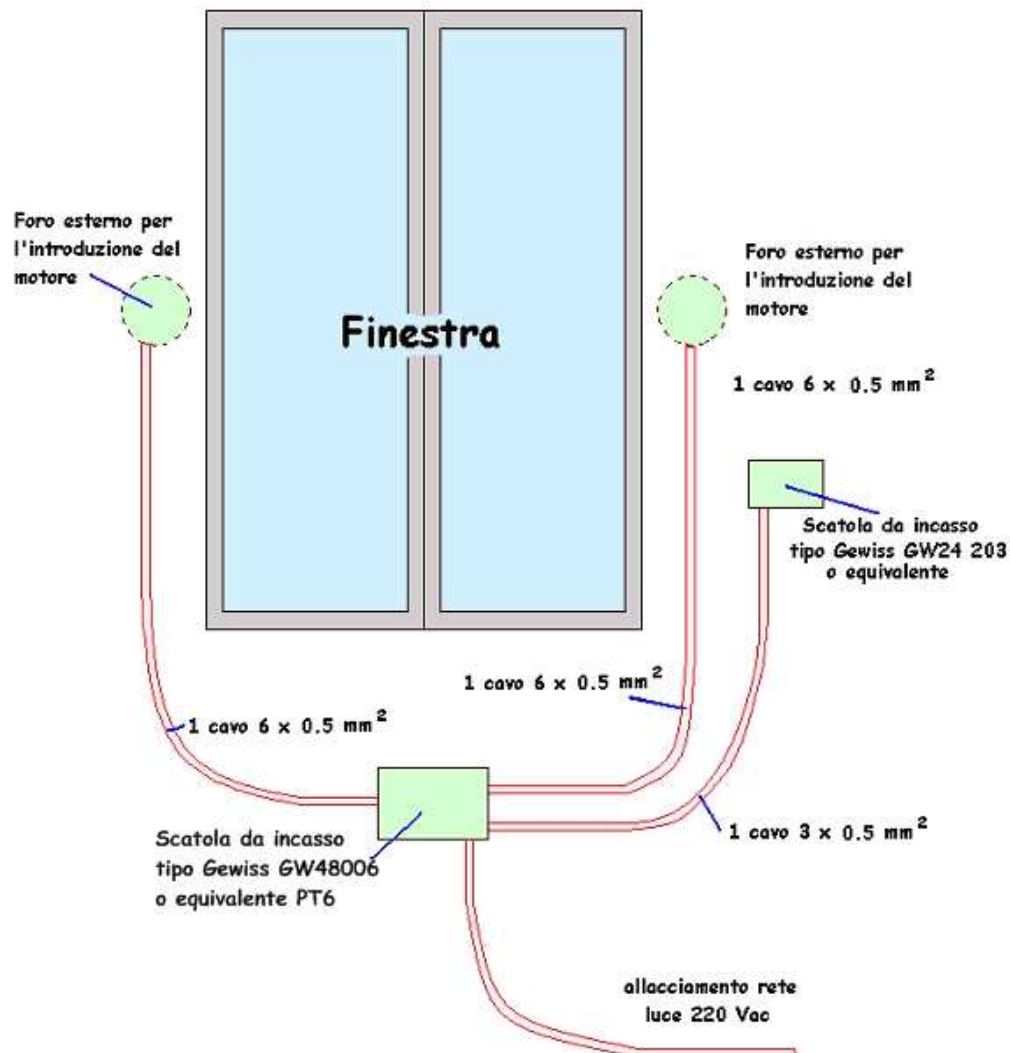 Foro esterno per
l'introduzione del
motore
Foro esterno per
l'introduzione del
motore
Finestra
1 cavo 6 x 0.5 mm²
Scatola da incasso
tipo Gewiss GW24 203
o equivalente
1 cavo 6 x 0.5 mm²
1 cavo 6 x 0.5 mm²
1 cavo 3 x 0.5 mm²
Scatola da incasso
tipo Gewiss GW48006
o equivalente PT6
allacciamento rete
luce 220 Vac